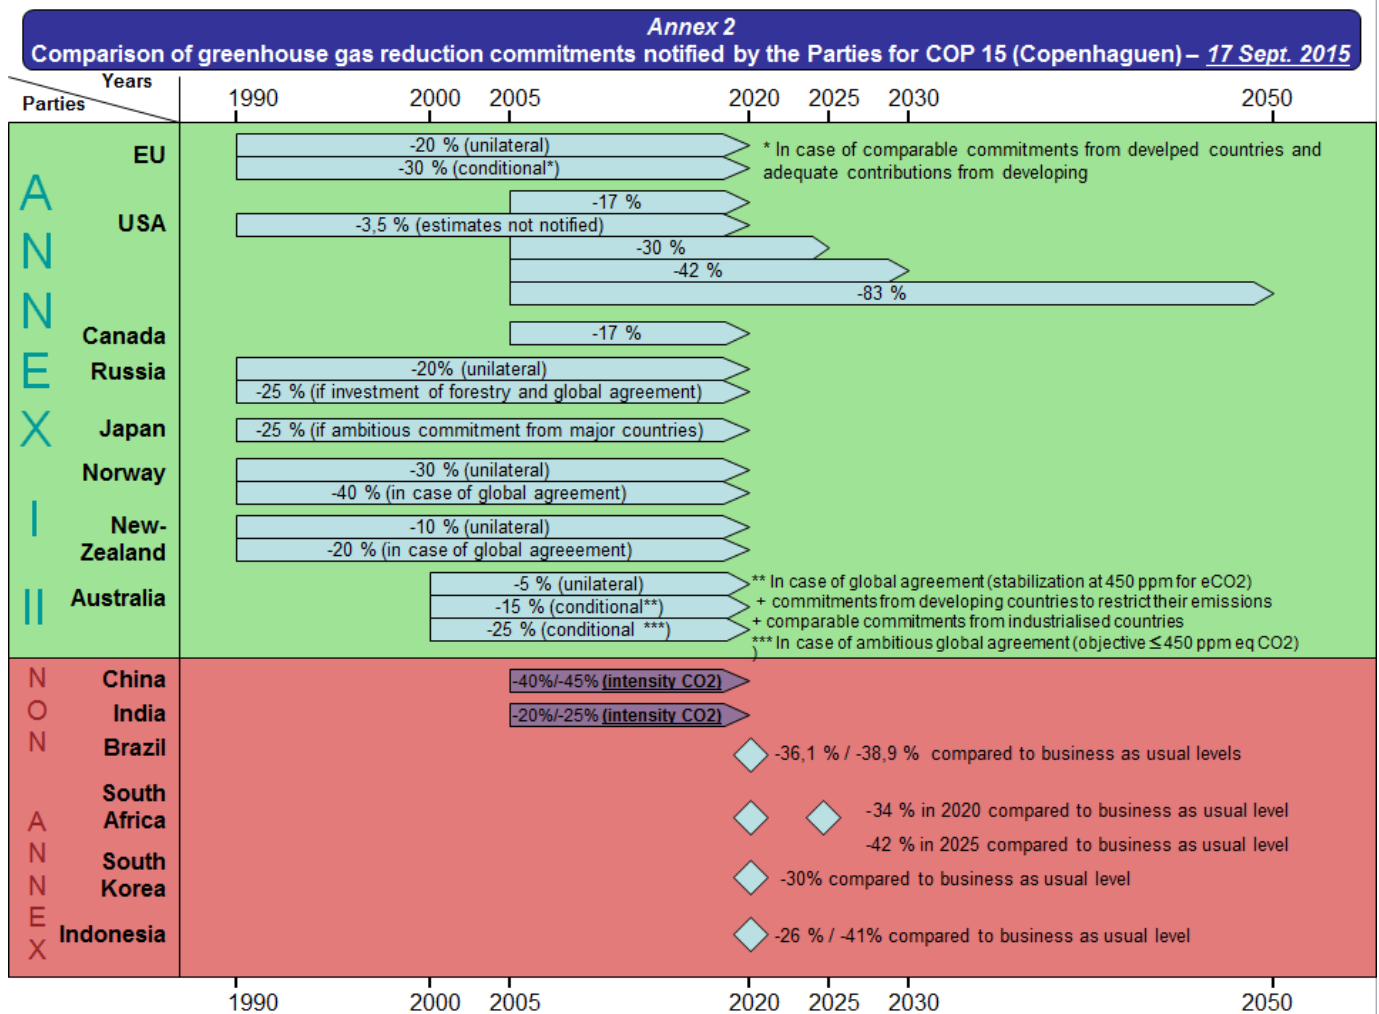 Annex 2
Comparison of greenhouse gas reduction commitments notified by the Parties for COP 15 (Copenhaguen) – 17 Sept. 2015
Years
Parties
1990 2000 2005 2020 2025 2030 2050
ANNEX I II
EU
-20 % (unilateral)
-30 % (conditional*)
* In case of comparable commitments from develped countries and
adequate contributions from developing
USA
-17 %
-3,5 % (estimates not notified)
-30 %
-42 %
-83 %
Canada
-17 %
Russia
-20% (unilateral)
-25 % (if investment of forestry and global agreement)
Japan
-25 % (if ambitious commitment from major countries)
Norway
-30 % (unilateral)
-40 % (in case of global agreement)
New-
Zealand
-10 % (unilateral)
-20 % (in case of global agreeement)
Australia
-5 % (unilateral)
-15 % (conditional**)
-25 % (conditional ***)
** In case of global agreement (stabilization at 450 ppm for eCO2)
+ commitments from developing countries to restrict their emissions
+ comparable commitments from industrialised countries
*** In case of ambitious global agreement (objective ≤ 450 ppm eq CO2)
)
NON ANNEX
China
-40%/-45% (intensity CO2)
India
-20%/-25% (intensity CO2)
Brazil
-36,1 % / -38,9 % compared to business as usual levels
South
Africa
-34 % in 2020 compared to business as usual level
-42 % in 2025 compared to business as usual level
South
Korea
-30% compared to business as usual level
Indonesia
-26 % / -41% compared to business as usual level
1990 2000 2005 2020 2025 2030 2050